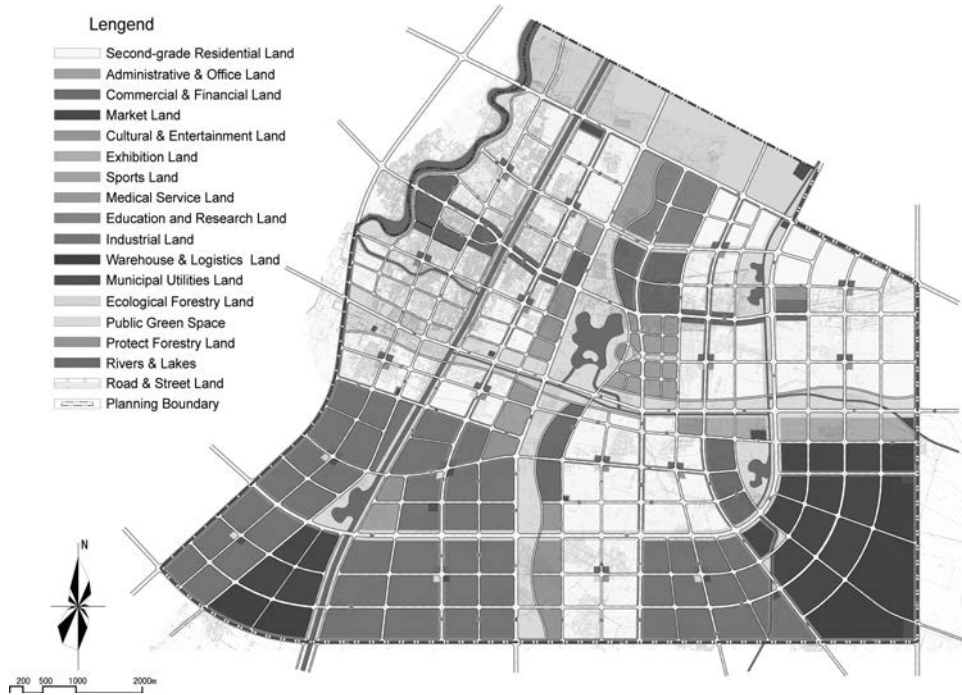 Lengend
Second-grade Residential Land
Administrative & Office Land
Commercial & Financial Land
Market Land
Cultural & Entertainment Land
Exhibition Land
Sports Land
Medical Service Land
Education and Research Land
Industrial Land
Warehouse & Logistics Land
Municipal Utilities Land
Ecological Forestry Land
Public Green Space
Protect Forestry Land
Rivers & Lakes
Road & Street Land
Planning Boundary
N
200 500 1000 2000m